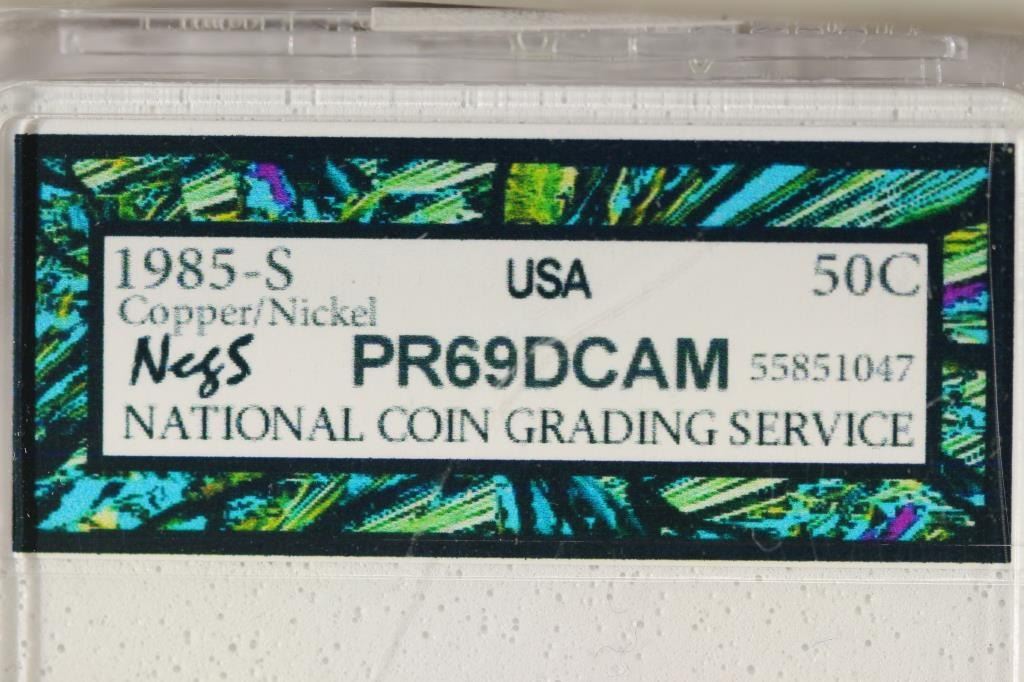 1985-S USA 50C
Copper/Nickel
NcgS PR69DCAM 55851047
NATIONAL COIN GRADING SERVICE